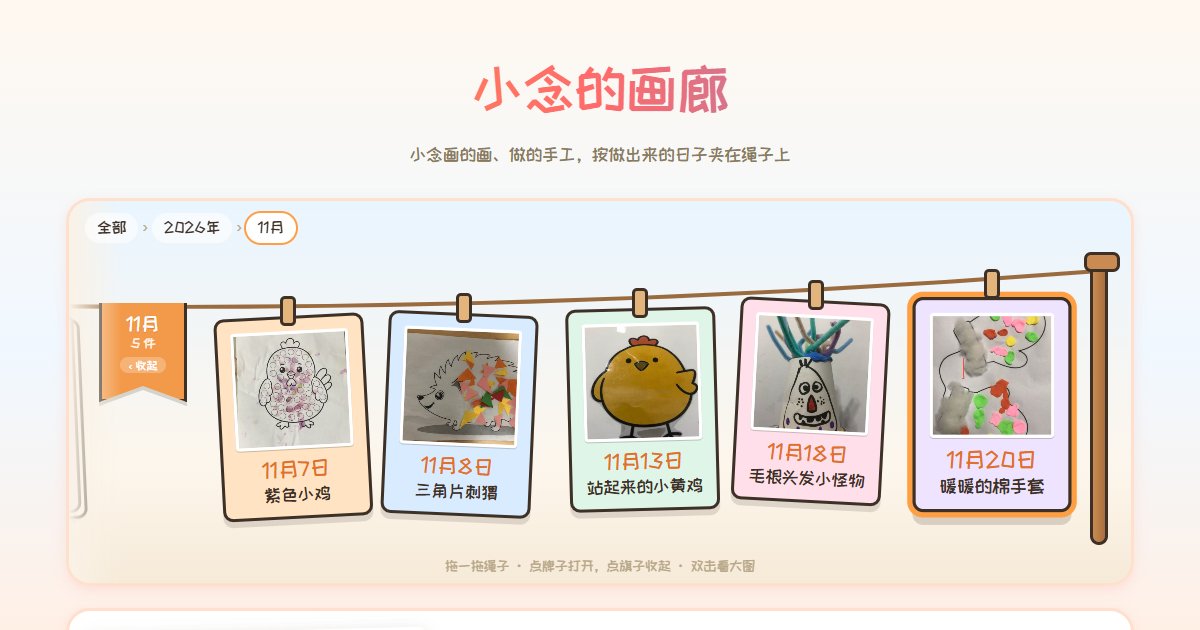 小念的画廊
小念画的画、做的手工，按做出来的日子夹在绳子上
全部 › 2026年 › 11月
11月
5 件
‹ 收起
11月7日
紫色小鸡
11月8日
三角片刺猬
11月13日
站起来的小黄鸡
11月18日
毛根头发小怪物
11月20日
暖暖的棉手套
拖一拖绳子 · 点牌子打开，点旗子收起 · 双击看大图